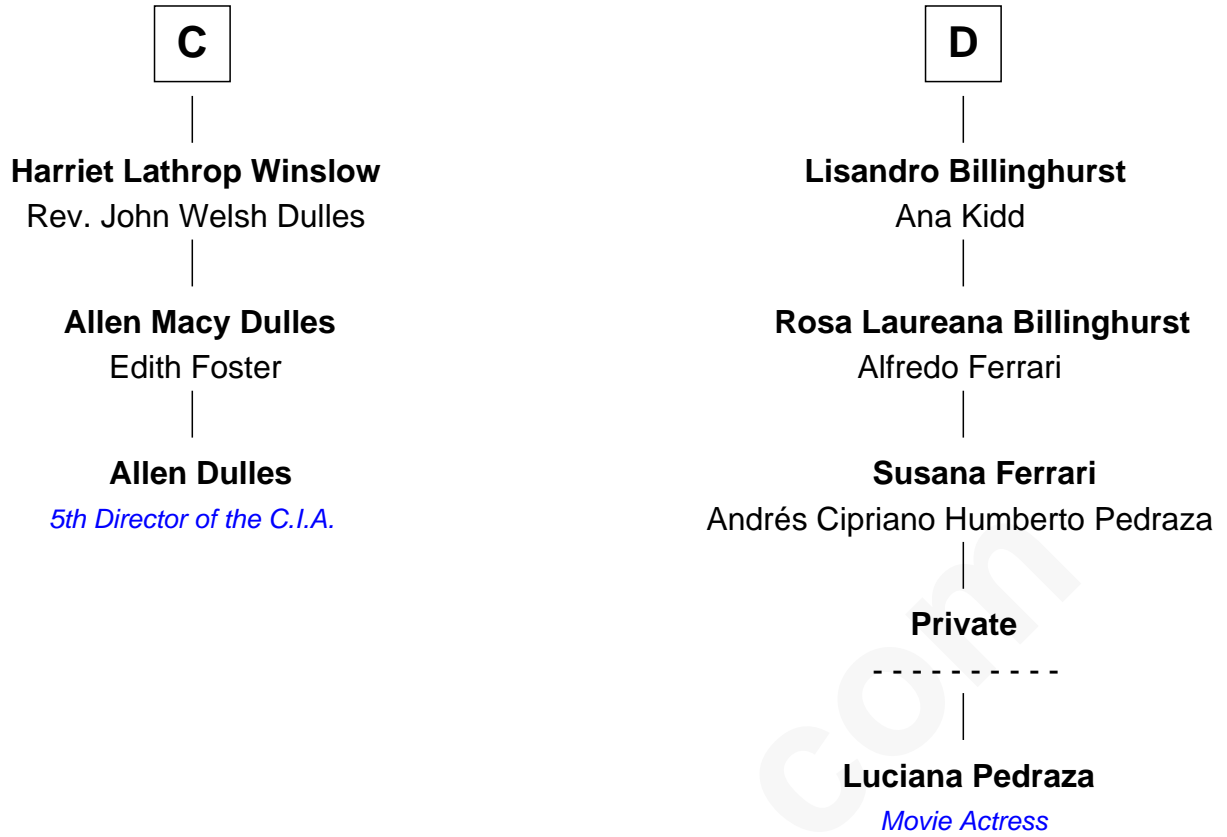 C
Harriet Lathrop Winslow
Rev. John Welsh Dulles
Allen Macy Dulles
Edith Foster
Allen Dulles
5th Director of the C.I.A.
D
Lisandro Billinghurst
Ana Kidd
Rosa Laureana Billinghurst
Alfredo Ferrari
Susana Ferrari
Andrés Cipriano Humberto Pedraza
Private
- - - - - - - - - -
Luciana Pedraza
Movie Actress
com